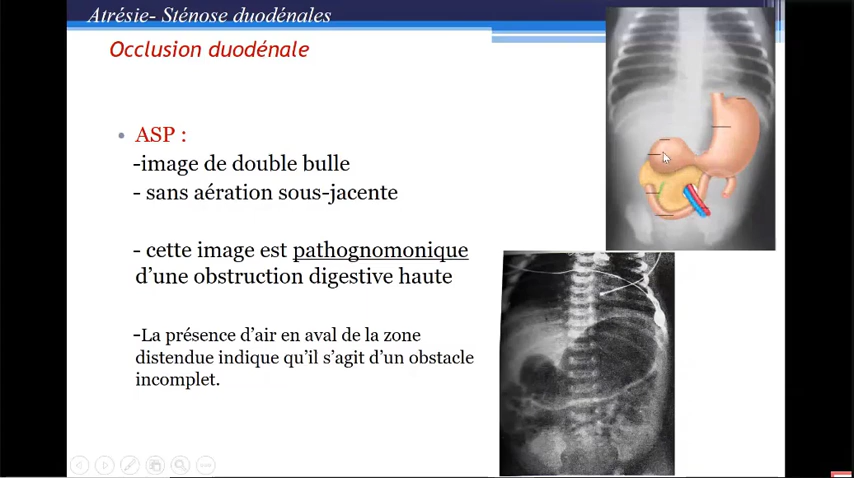 Atrésie- Sténose duodénales
Occlusion duodénale
• ASP :
-image de double bulle
- sans aération sous-jacente
- cette image est pathognomonique
d’une obstruction digestive haute
-La présence d’air en aval de la zone
distendue indique qu’il s’agit d’un obstacle
incomplet.